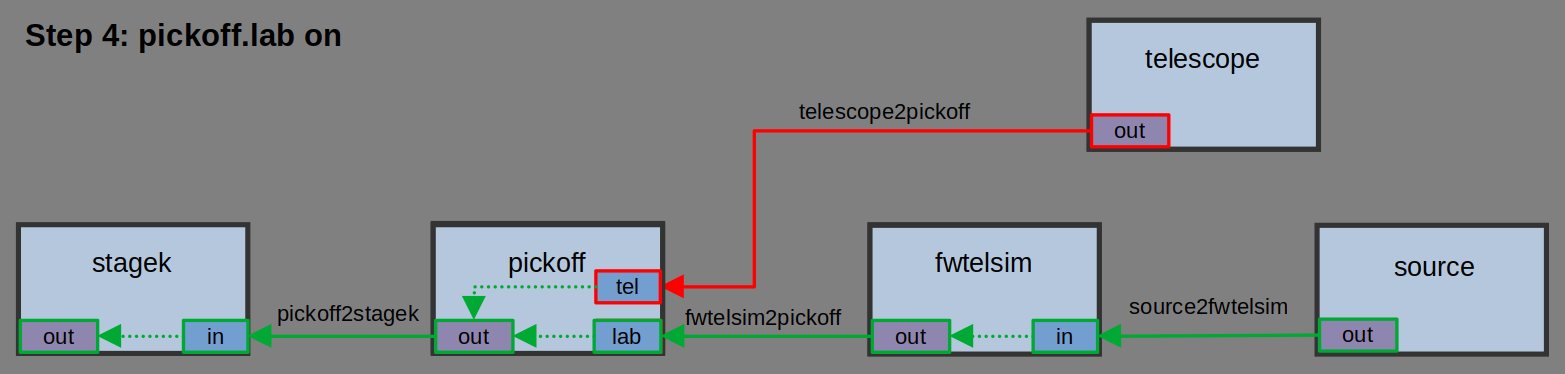 Step 4: pickoff.lab on
telescope
telescope2pickoff
out
stagek
pickoff
fwtelsim
source
tel
pickoff2stagek
fwtelsim2pickoff
source2fwtelsim
out
in
out
lab
out
in
out